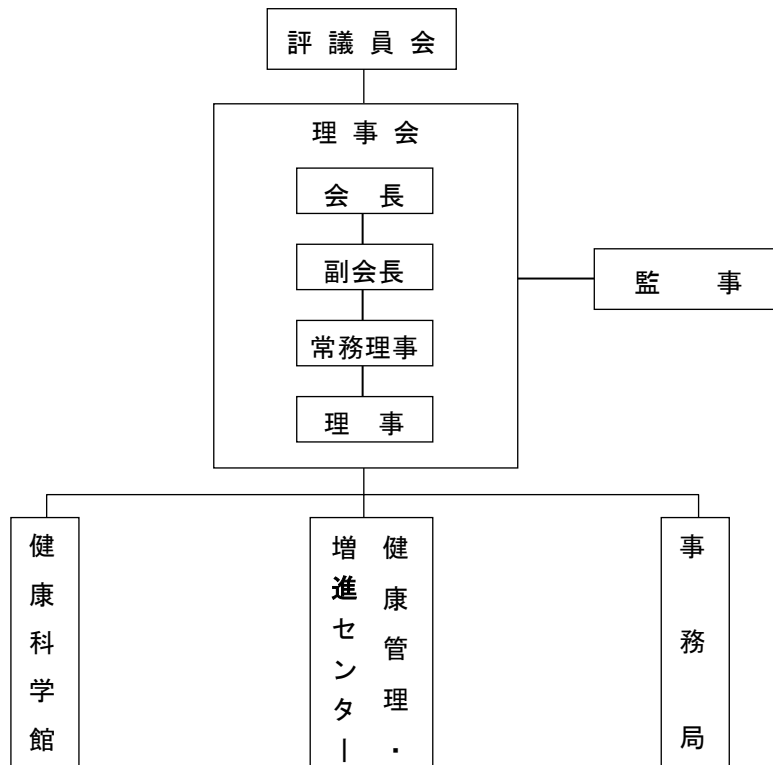 評議員会
理事会
会長
副会長
常務理事
理事
監事
健康科学館
健康管理・
増進センター
事務局